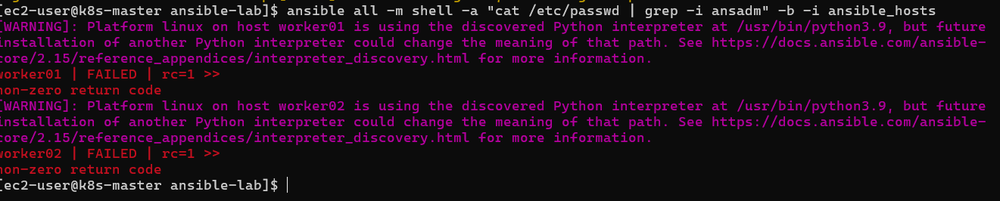 [ec2-user@k8s-master ansible-lab]$ ansible all -m shell -a "cat /etc/passwd | grep -i ansadm" -b -i ansible_hosts
[WARNING]: Platform linux on host worker01 is using the discovered Python interpreter at /usr/bin/python3.9, but future
installation of another Python interpreter could change the meaning of that path. See https://docs.ansible.com/ansible-
core/2.15/reference_appendices/interpreter_discovery.html for more information.
worker01 | FAILED | rc=1 >>
non-zero return code
[WARNING]: Platform linux on host worker02 is using the discovered Python interpreter at /usr/bin/python3.9, but future
installation of another Python interpreter could change the meaning of that path. See https://docs.ansible.com/ansible-
core/2.15/reference_appendices/interpreter_discovery.html for more information.
worker02 | FAILED | rc=1 >>
non-zero return code
[ec2-user@k8s-master ansible-lab]$